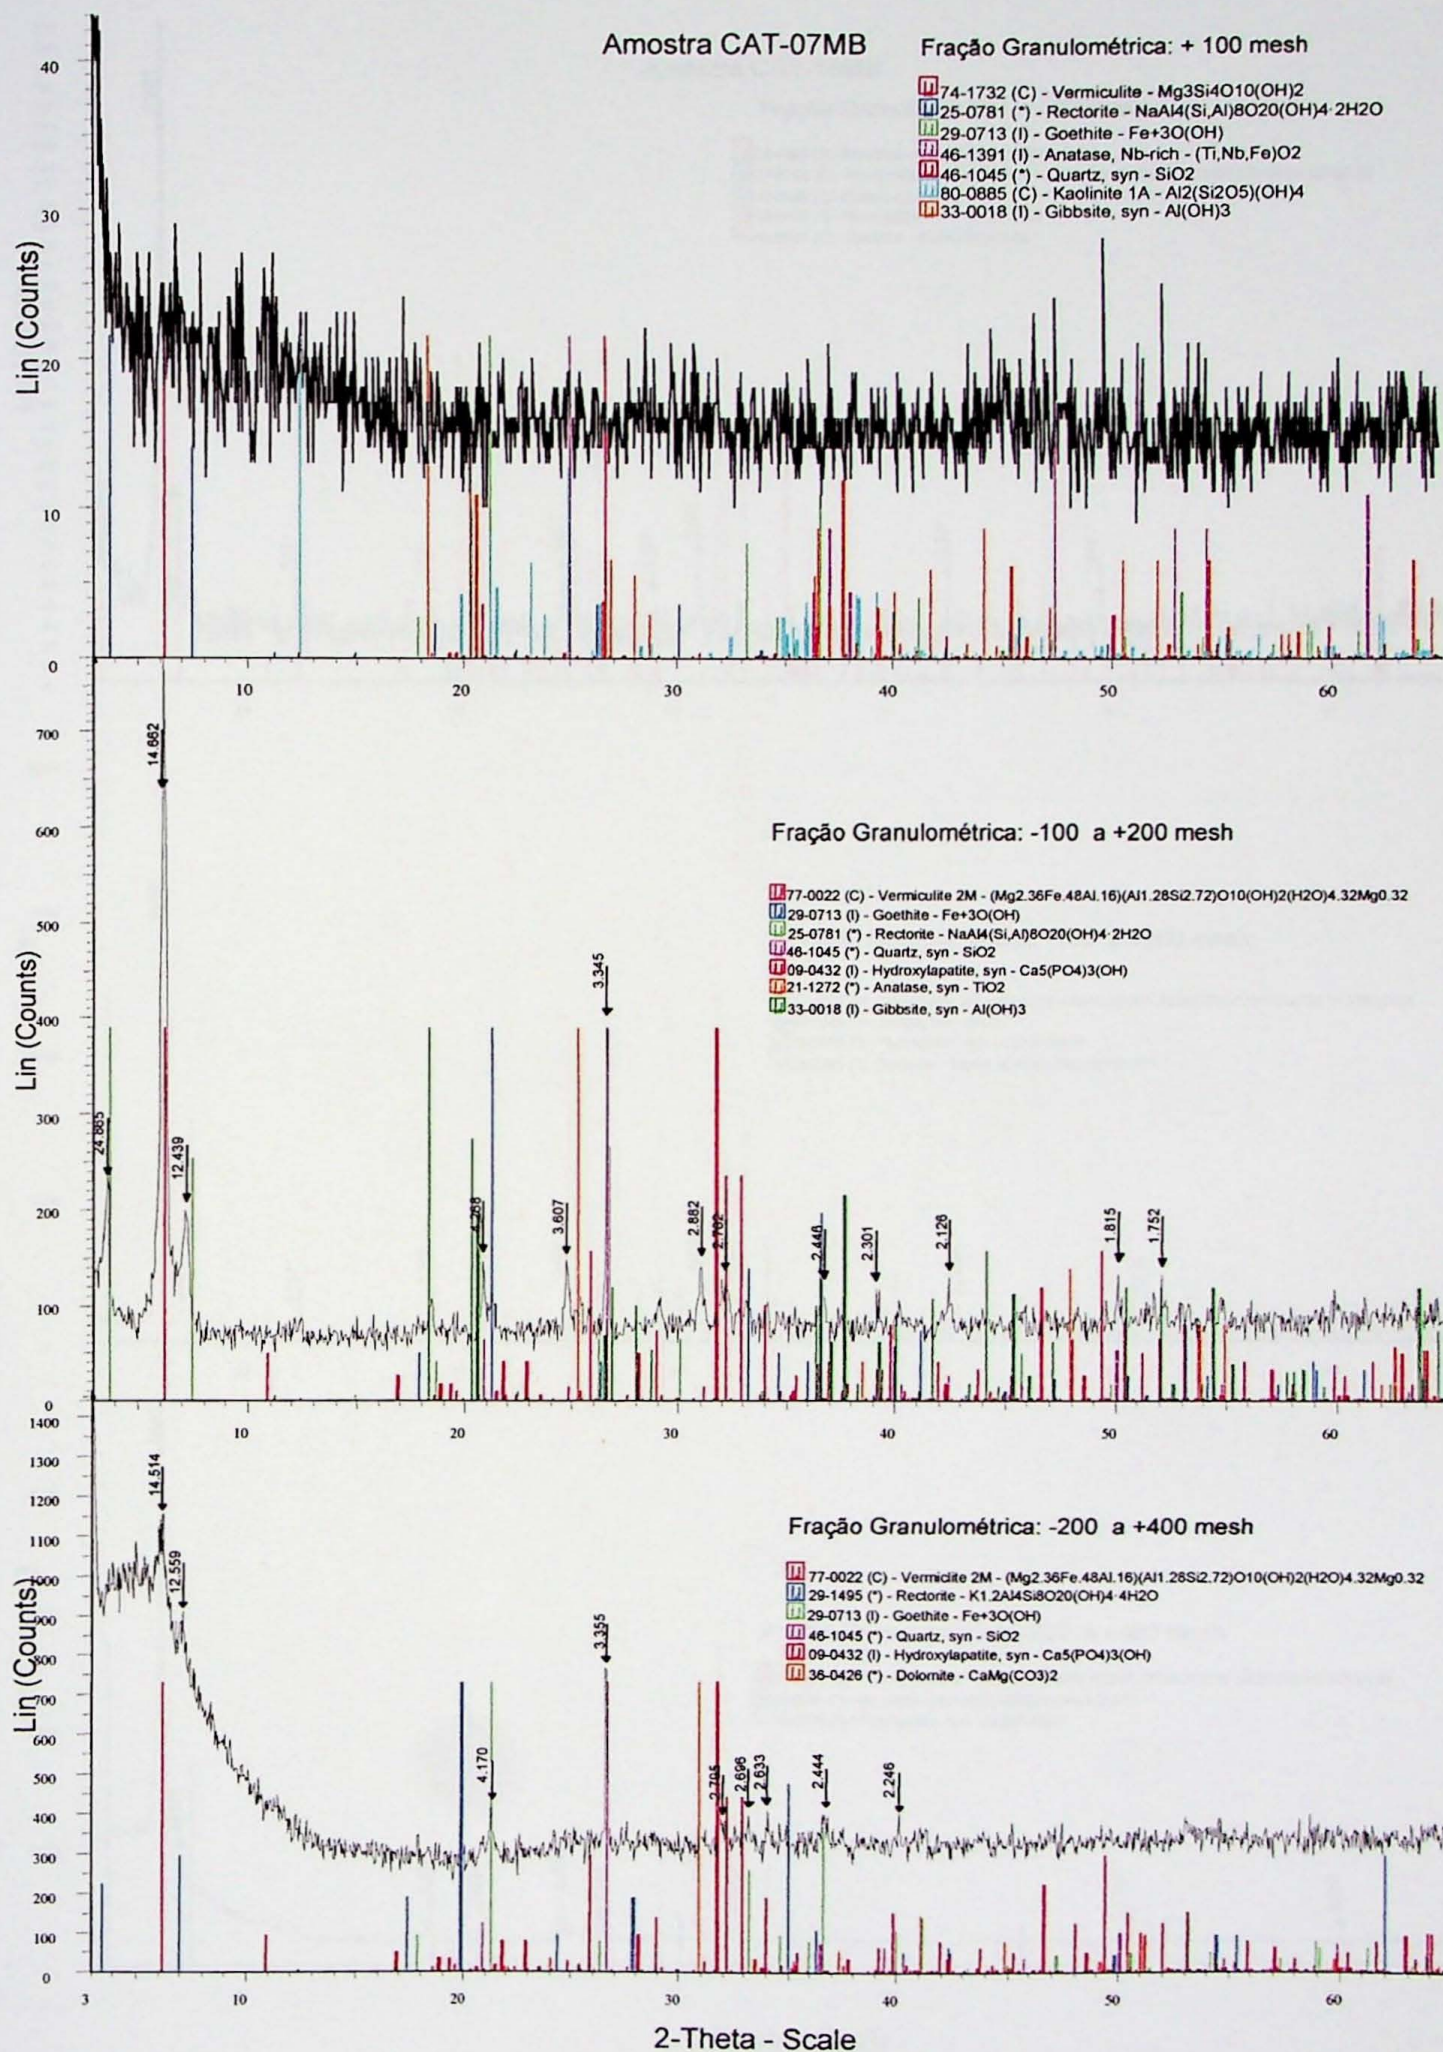 Amostra CAT-07MB
Fração Granulométrica: + 100 mesh
74-1732 (C) - Vermiculite - Mg3Si4O10(OH)2
25-0781 (*) - Rectorite - NaAl4(Si,Al)8O20(OH)4·2H2O
29-0713 (I) - Goethite - Fe+3O(OH)
46-1391 (I) - Anatase, Nb-rich - (Ti,Nb,Fe)O2
46-1045 (*) - Quartz, syn - SiO2
80-0885 (C) - Kaolinite 1A - Al2(Si2O5)(OH)4
33-0018 (I) - Gibbsite, syn - Al(OH)3
Lin (Counts)
40
30
20
10
0
10 20 30 40 50 60
Fração Granulométrica: -100 a +200 mesh
77-0022 (C) - Vermiculite 2M - (Mg2.36Fe.48Al.16)(Al1.28Si2.72)O10(OH)2(H2O)4.32Mg0.32
29-0713 (I) - Goethite - Fe+3O(OH)
25-0781 (*) - Rectorite - NaAl4(Si,Al)8O20(OH)4·2H2O
46-1045 (*) - Quartz, syn - SiO2
09-0432 (I) - Hydroxylapatite, syn - Ca5(PO4)3(OH)
21-1272 (*) - Anatase, syn - TiO2
33-0018 (I) - Gibbsite, syn - Al(OH)3
Lin (Counts)
700
600
500
400
300
200
100
0
24.885
14.662
12.439
4.268
3.607
3.345
2.882
2.782
2.446
2.301
2.126
1.815
1.752
10 20 30 40 50 60
Fração Granulométrica: -200 a +400 mesh
77-0022 (C) - Vermiclite 2M - (Mg2.36Fe.48Al.16)(Al1.28Si2.72)O10(OH)2(H2O)4.32Mg0.32
29-1495 (*) - Rectorite - K1.2Al4Si8O20(OH)4·4H2O
29-0713 (I) - Goethite - Fe+3O(OH)
46-1045 (*) - Quartz, syn - SiO2
09-0432 (I) - Hydroxylapatite, syn - Ca5(PO4)3(OH)
36-0426 (*) - Dolomite - CaMg(CO3)2
Lin (Counts)
1400
1300
1200
1100
1000
900
800
700
600
500
400
300
200
100
0
14.514
12.559
4.170
3.355
2.795
2.696
2.633
2.444
2.246
3 10 20 30 40 50 60
2-Theta - Scale